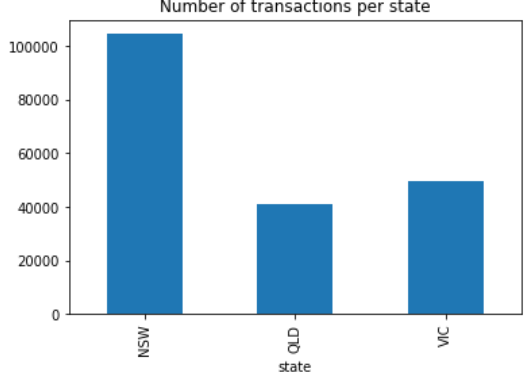 Number of transactions per state
100000
80000
60000
40000
20000
0
NSW
QLD
VIC
state